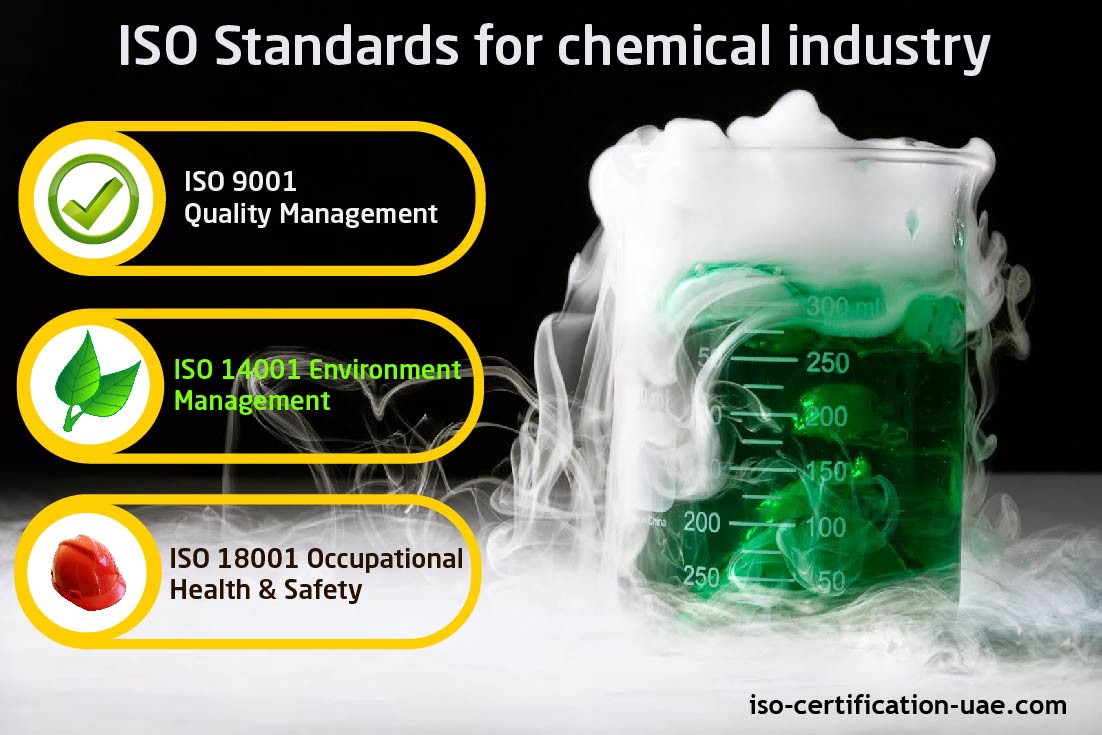 ISO Standards for chemical industry
ISO 9001
Quality Management
ISO 14001 Environment
Management
ISO 18001 Occupational
Health & Safety
300 ml
250
200
150
200
100
250
50
China
iso-certification-uae.com